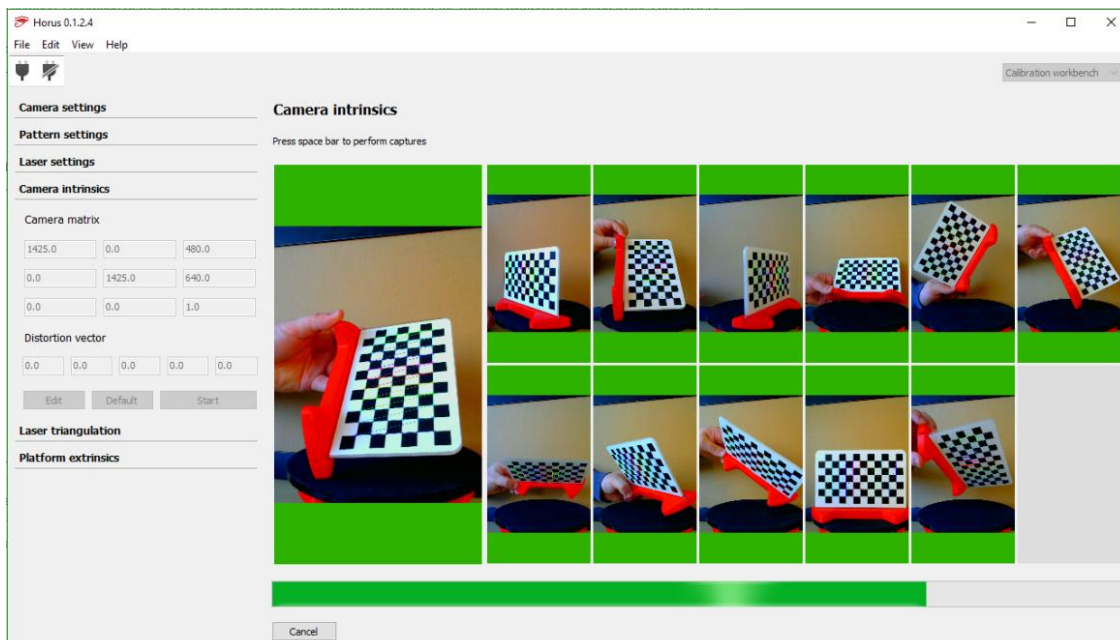 Horus 0.1.2.4
File Edit View Help
Calibration workbench
Camera settings
Pattern settings
Laser settings
Camera intrinsics
Camera matrix
1425.0 0.0 480.0
0.0 1425.0 640.0
0.0 0.0 1.0
Distortion vector
0.0 0.0 0.0 0.0 0.0
Edit Default Start
Laser triangulation
Platform extrinsics
Camera intrinsics
Press space bar to perform captures
Cancel